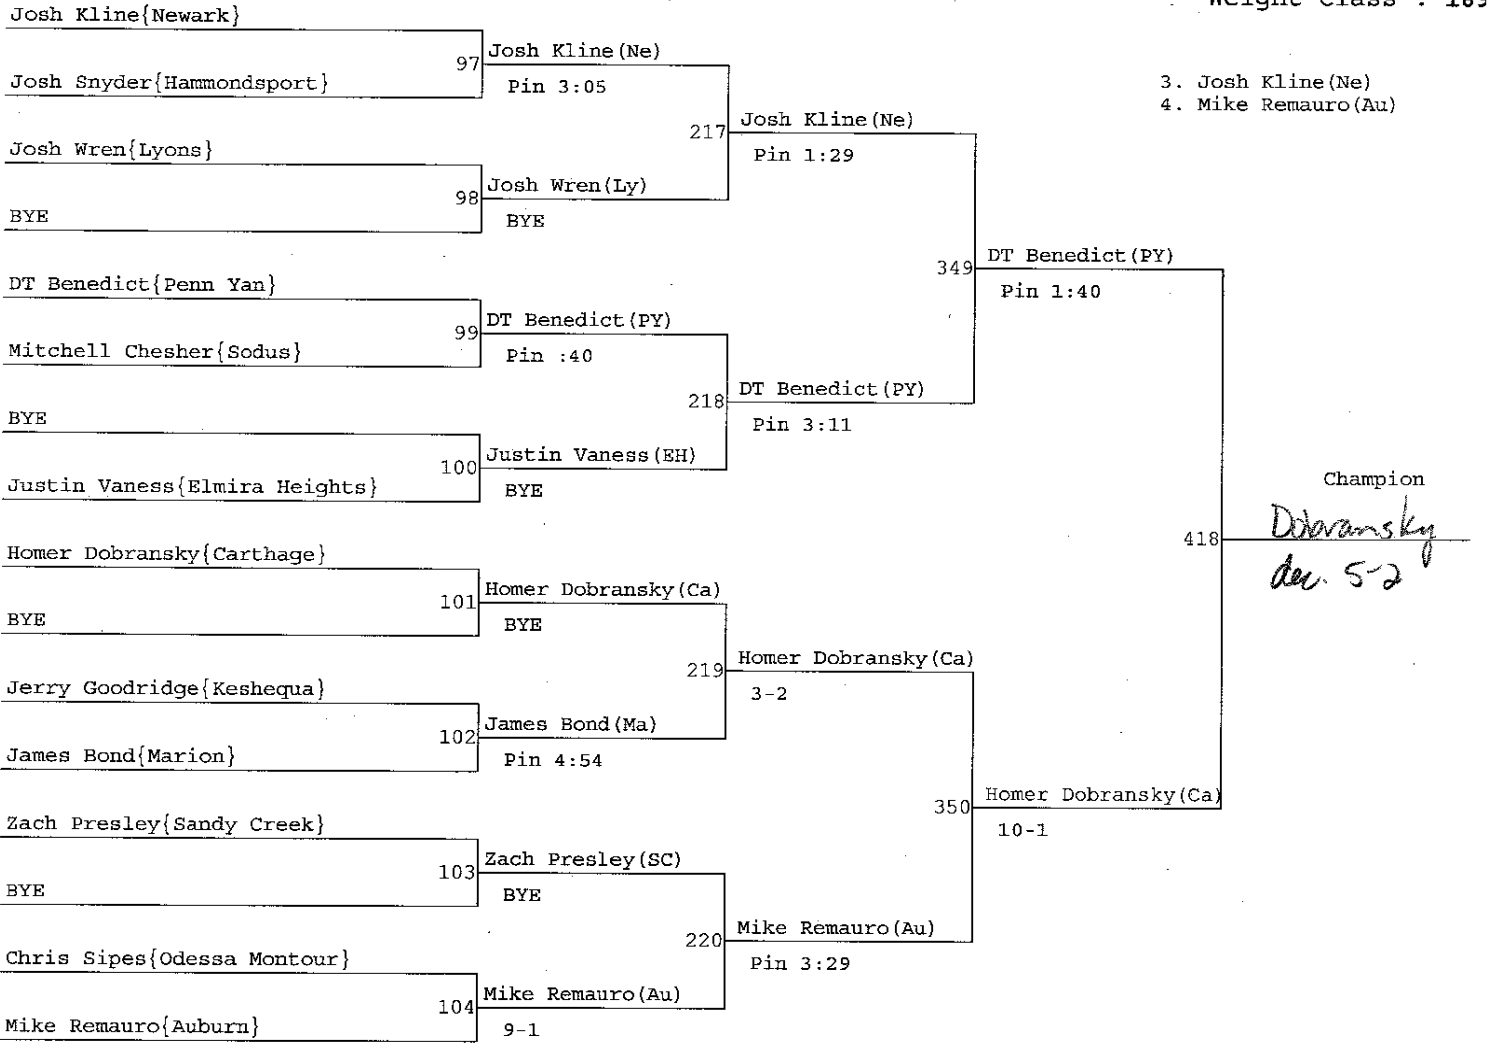 Weight Class : 189
3. Josh Kline(Ne)
4. Mike Remauro(Au)
Josh Kline{Newark}
Josh Snyder{Hammondsport}
Josh Wren{Lyons}
BYE
DT Benedict{Penn Yan}
Mitchell Chesher{Sodus}
BYE
Justin Vaness{Elmira Heights}
Homer Dobransky{Carthage}
BYE
Jerry Goodridge{Keshequa}
James Bond{Marion}
Zach Presley{Sandy Creek}
BYE
Chris Sipes{Odessa Montour}
Mike Remauro{Auburn}
97
Josh Kline(Ne)
Pin 3:05
98
Josh Wren(Ly)
BYE
99
DT Benedict(PY)
Pin :40
100
Justin Vaness(EH)
BYE
101
Homer Dobransky(Ca)
BYE
102
James Bond(Ma)
Pin 4:54
103
Zach Presley(SC)
BYE
104
Mike Remauro(Au)
9-1
217
Josh Kline(Ne)
Pin 1:29
218
DT Benedict(PY)
Pin 3:11
219
Homer Dobransky(Ca)
3-2
220
Mike Remauro(Au)
Pin 3:29
349
DT Benedict(PY)
Pin 1:40
350
Homer Dobransky(Ca)
10-1
Champion
418
Dobransky
dec. 5-2